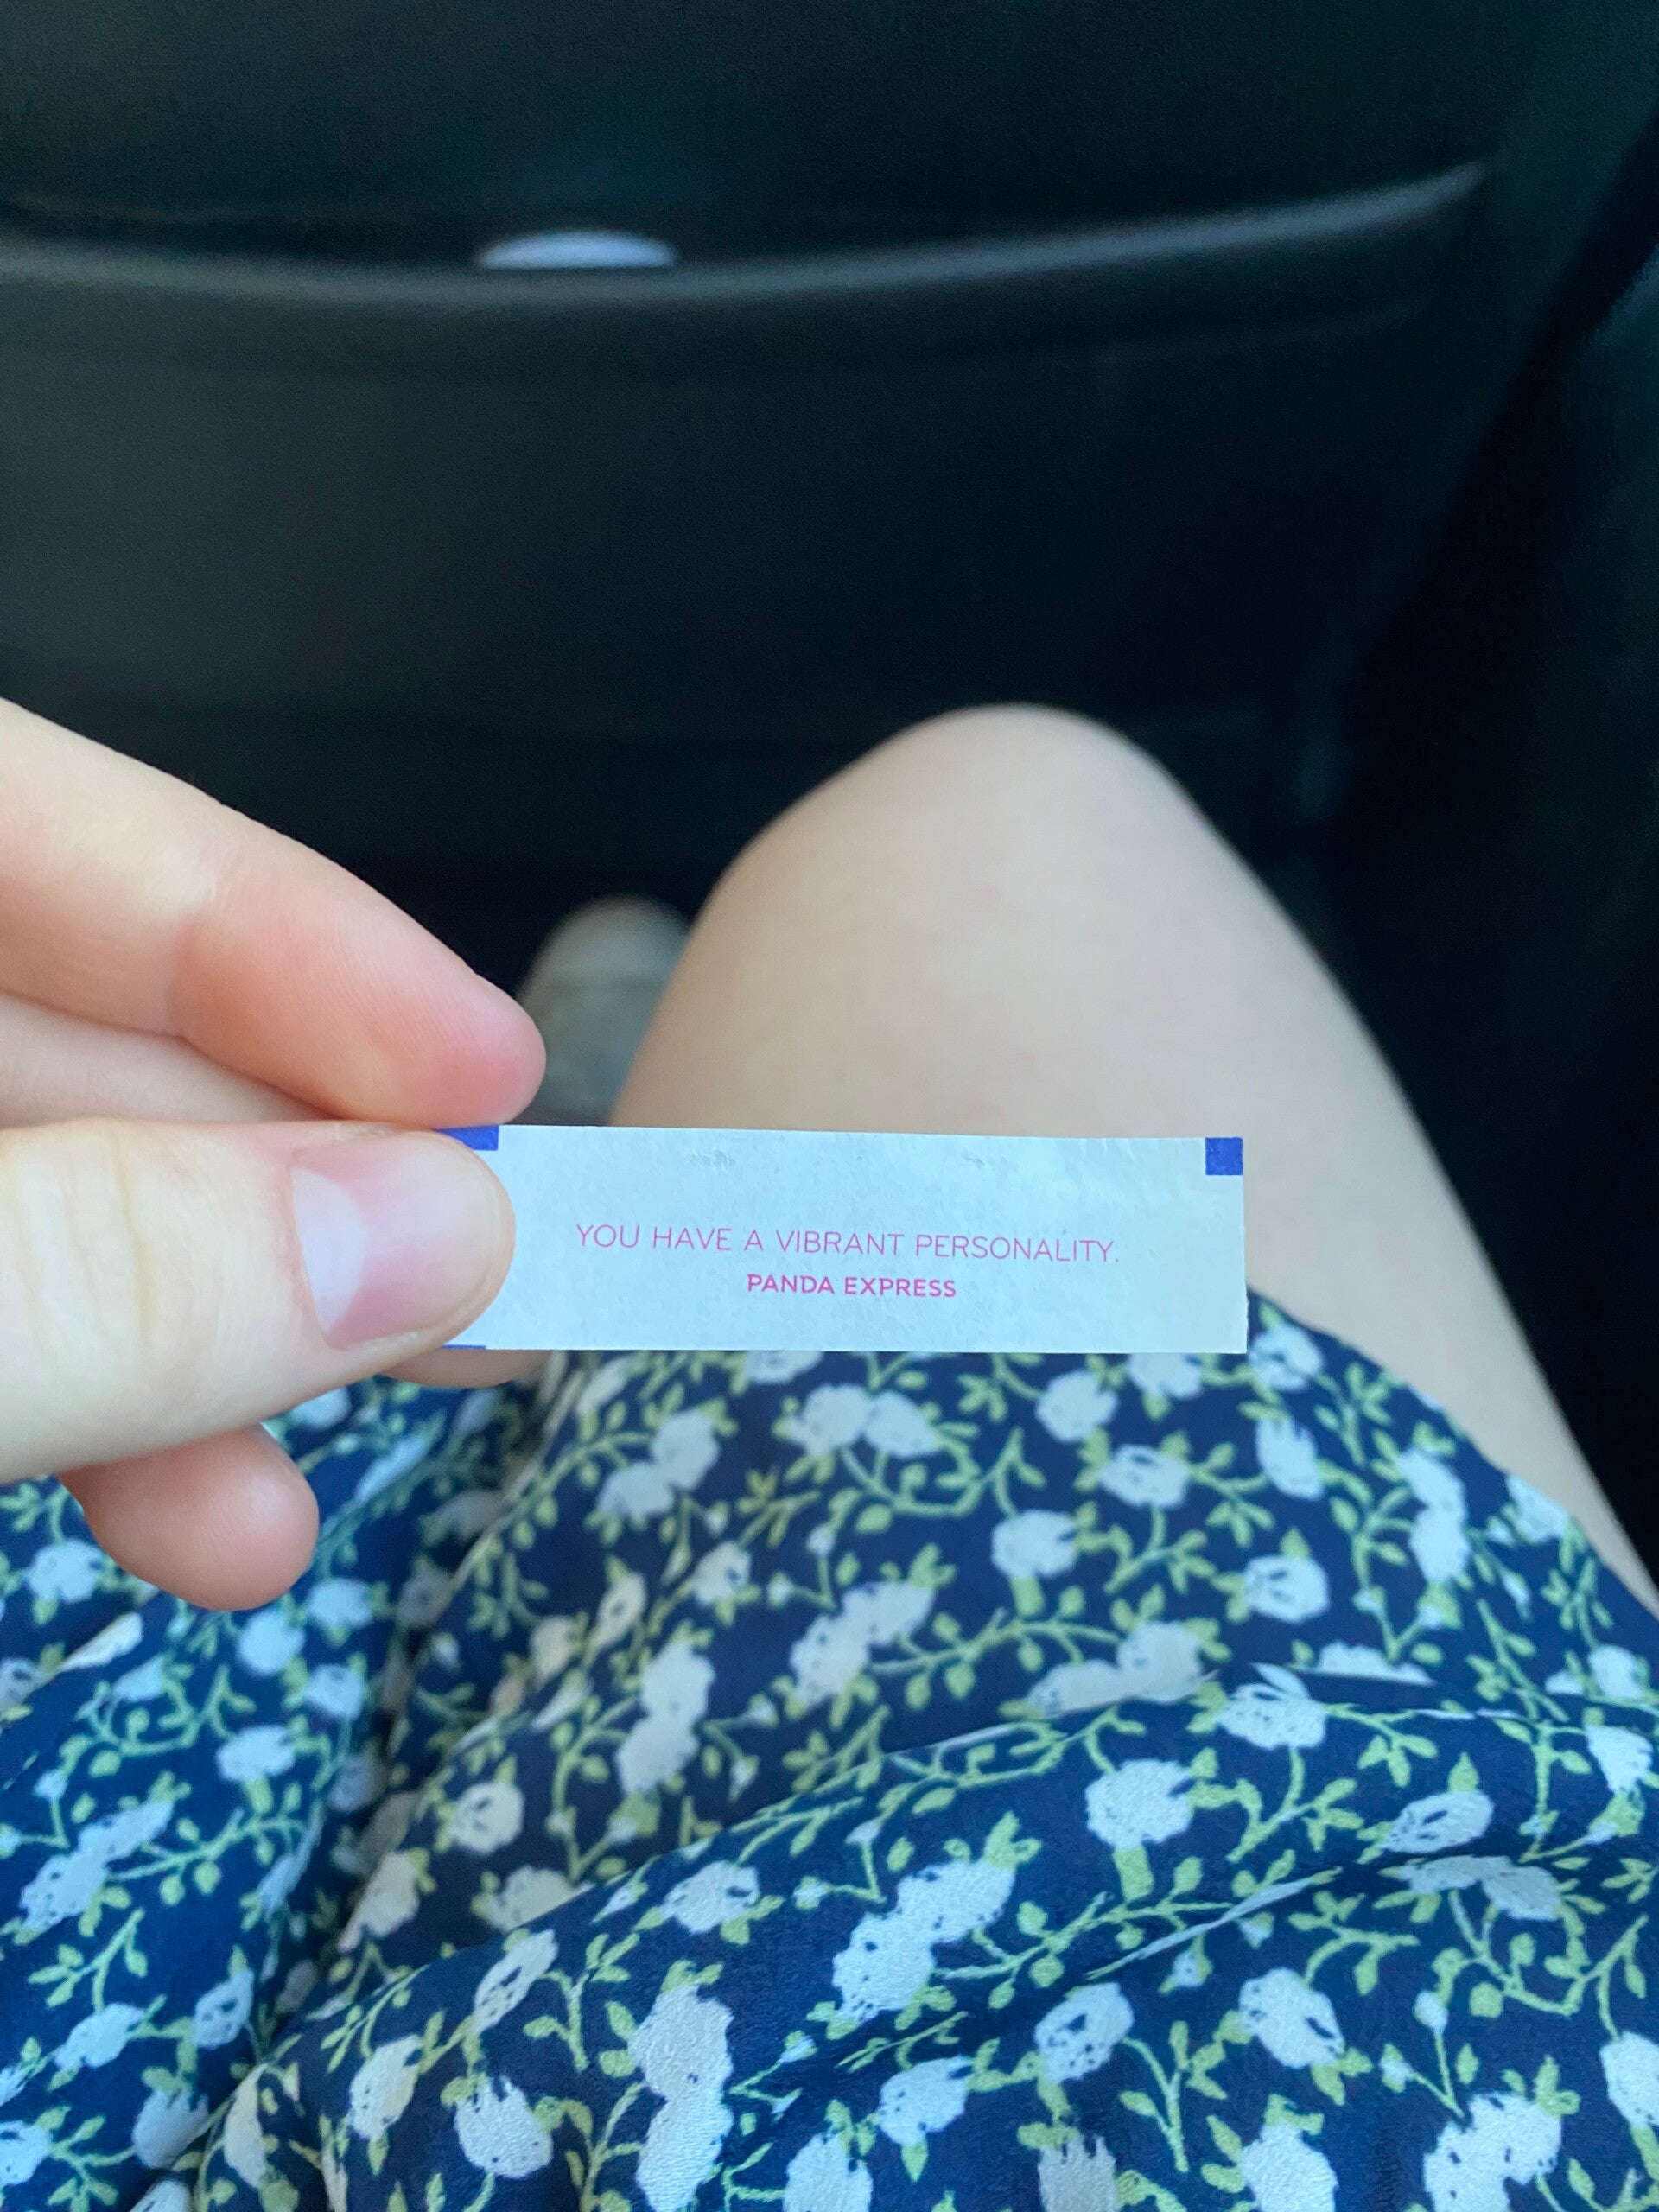 YOU HAVE A VIBRANT PERSONALITY.
PANDA EXPRESS